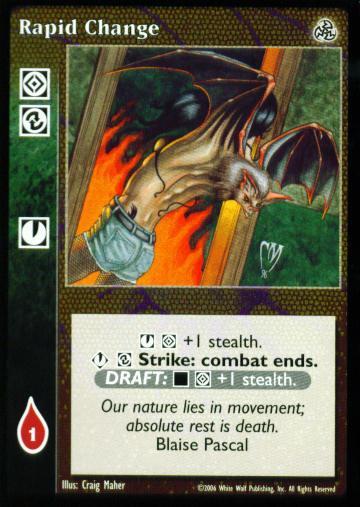 Rapid Change
+1 stealth.
Strike: combat ends.
DRAFT: +1 stealth.
Our nature lies in movement;
absolute rest is death.
Blaise Pascal
1
Illus: Craig Maher
©2006 White Wolf Publishing, Inc. All Rights Reserved